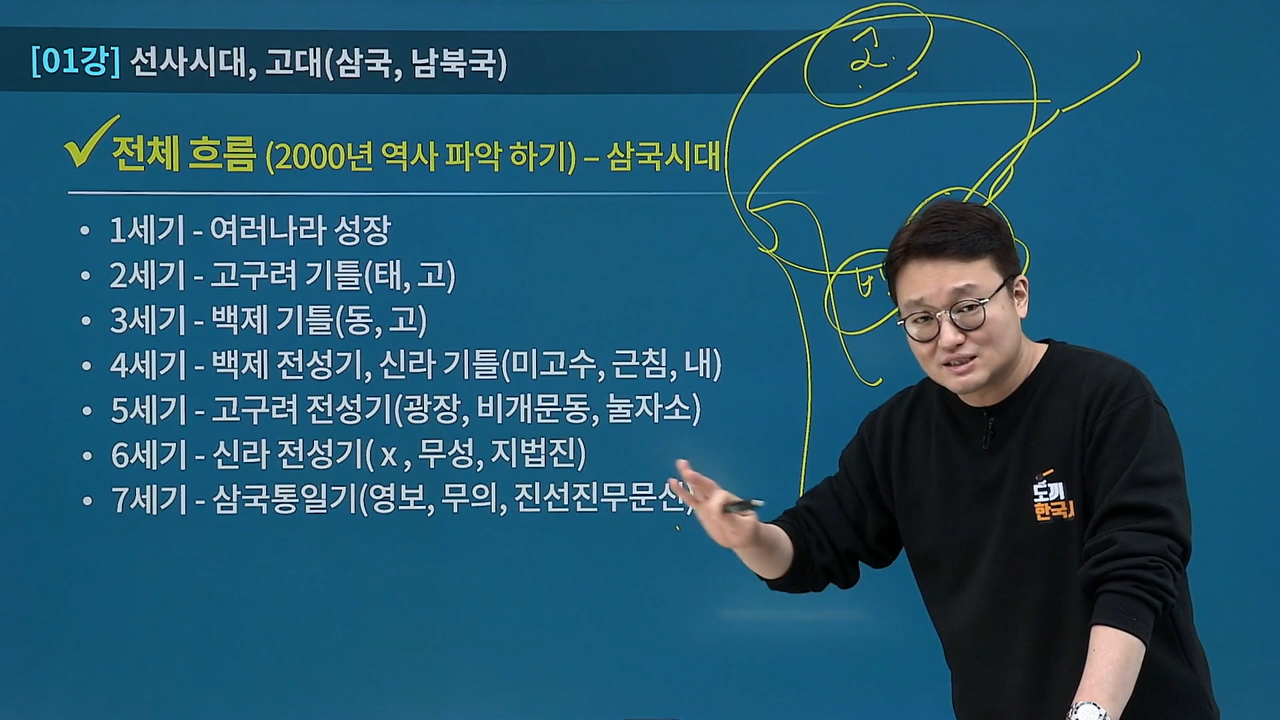 [01강] 선사시대, 고대(삼국, 남북국)
전체 흐름 (2000년 역사 파악 하기) – 삼국시대
• 1세기 - 여러나라 성장
• 2세기 - 고구려 기틀(태, 고)
• 3세기 - 백제 기틀(동, 고)
• 4세기 - 백제 전성기, 신라 기틀(미고수, 근침, 내)
• 5세기 - 고구려 전성기(광장, 비개문동, 눌자소)
• 6세기 - 신라 전성기( x , 무성, 지법진)
• 7세기 - 삼국통일기(영보, 무의, 진선진무문신)
고
도끼
한국사